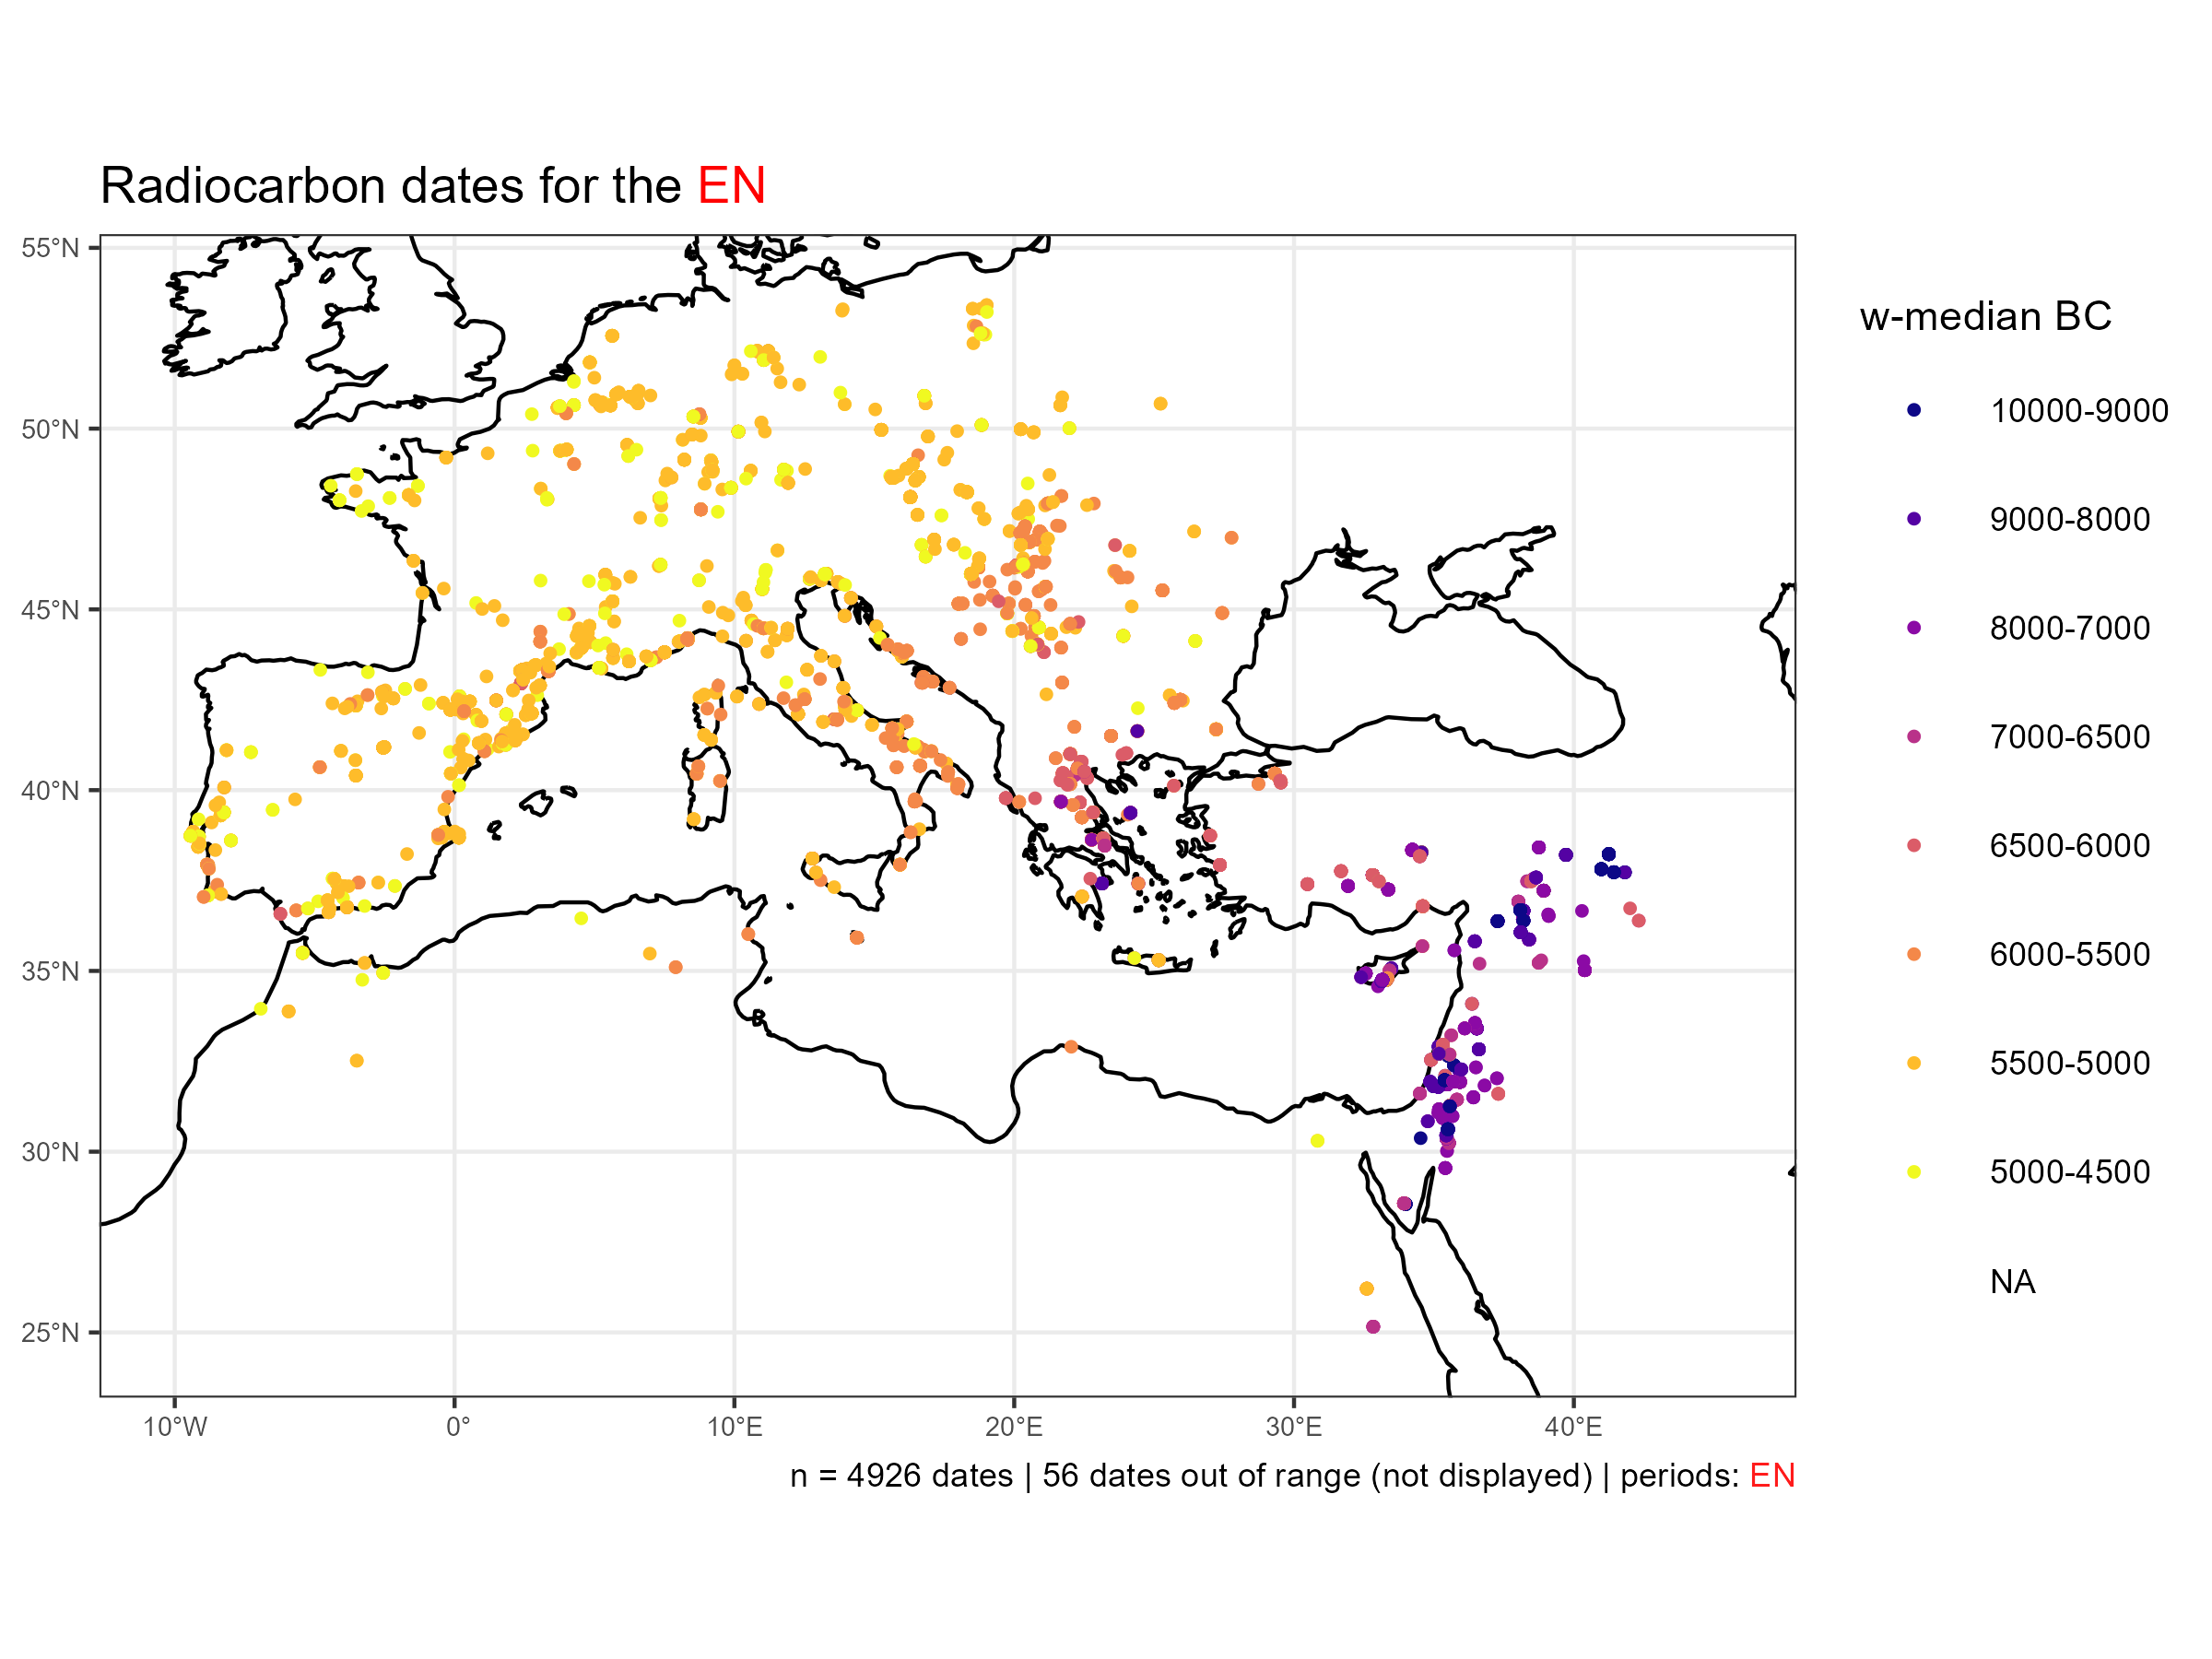 Radiocarbon dates for the EN
55°N
50°N
45°N
40°N
35°N
30°N
25°N
10°W
0°
10°E
20°E
30°E
40°E
w-median BC
10000-9000
9000-8000
8000-7000
7000-6500
6500-6000
6000-5500
5500-5000
5000-4500
NA
n = 4926 dates | 56 dates out of range (not displayed) | periods: EN